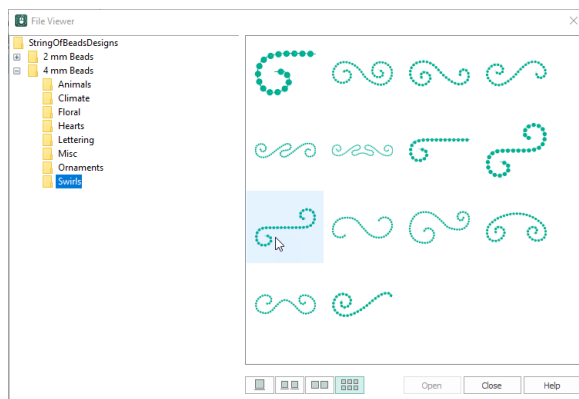 File Viewer
StringOfBeadsDesigns
2 mm Beads
4 mm Beads
Animals
Climate
Floral
Hearts
Lettering
Misc
Ornaments
Swirls
Open
Close
Help